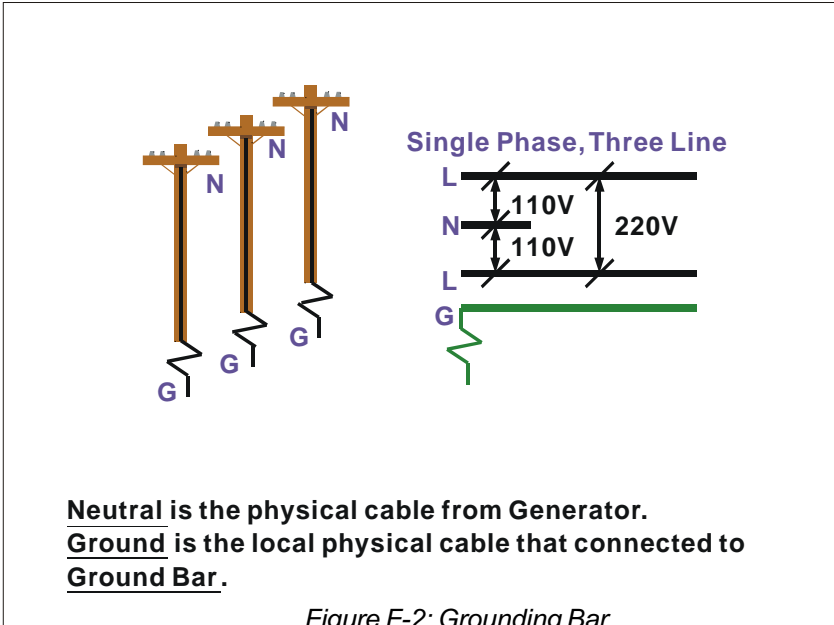 N
N
N
G
G
G
Single Phase, Three Line
L
110V
N
220V
110V
L
G
Neutral is the physical cable from Generator.
Ground is the local physical cable that connected to
Ground Bar.
Figure F-2: Grounding Bar